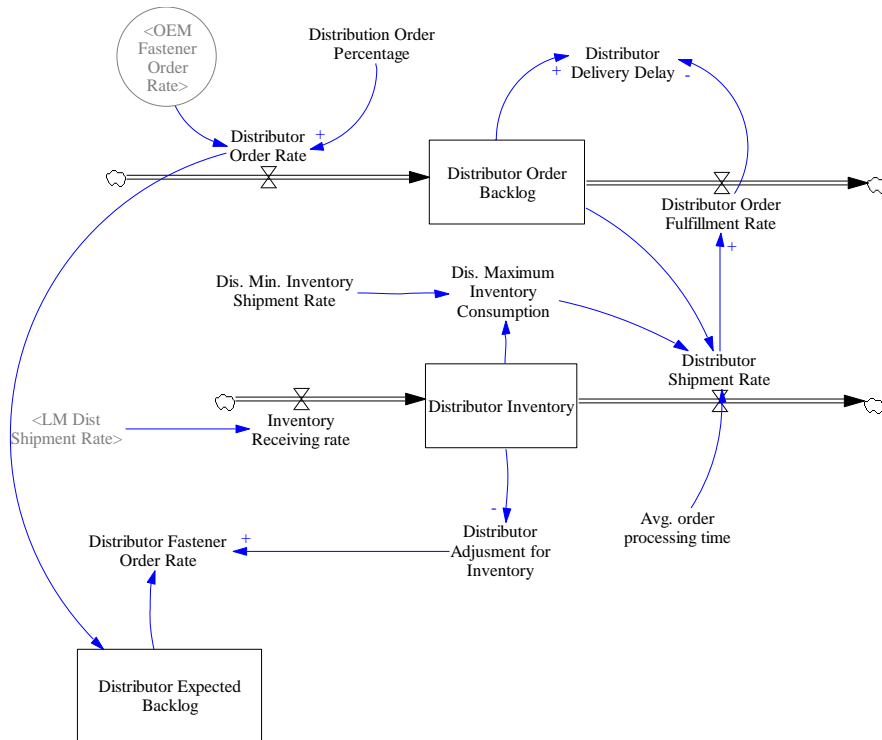 <OEM
Fastener
Order
Rate>
Distribution Order
Percentage
Distributor
Delivery Delay
+
-
Distributor
Order Rate
+
Distributor Order
Backlog
Distributor Order
Fulfillment Rate
+
Dis. Min. Inventory
Shipment Rate
Dis. Maximum
Inventory
Consumption
Distributor
Shipment Rate
<LM Dist
Shipment Rate>
Inventory
Receiving rate
Distributor Inventory
-
Distributor
Adjusment for
Inventory
Avg. order
processing time
Distributor Fastener
Order Rate
+
Distributor Expected
Backlog